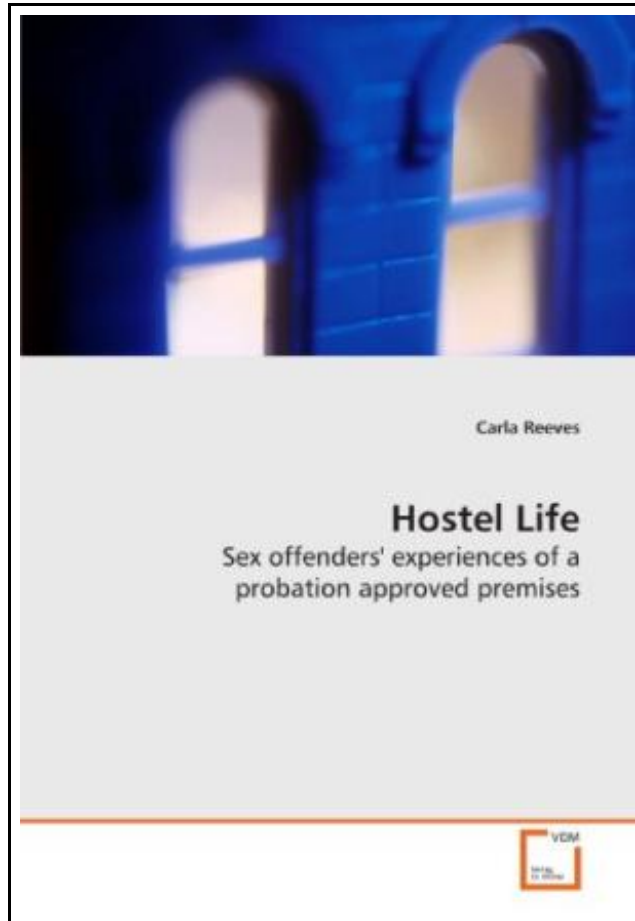 Carla Reeves
Hostel Life
Sex offenders' experiences of a
probation approved premises
VDM